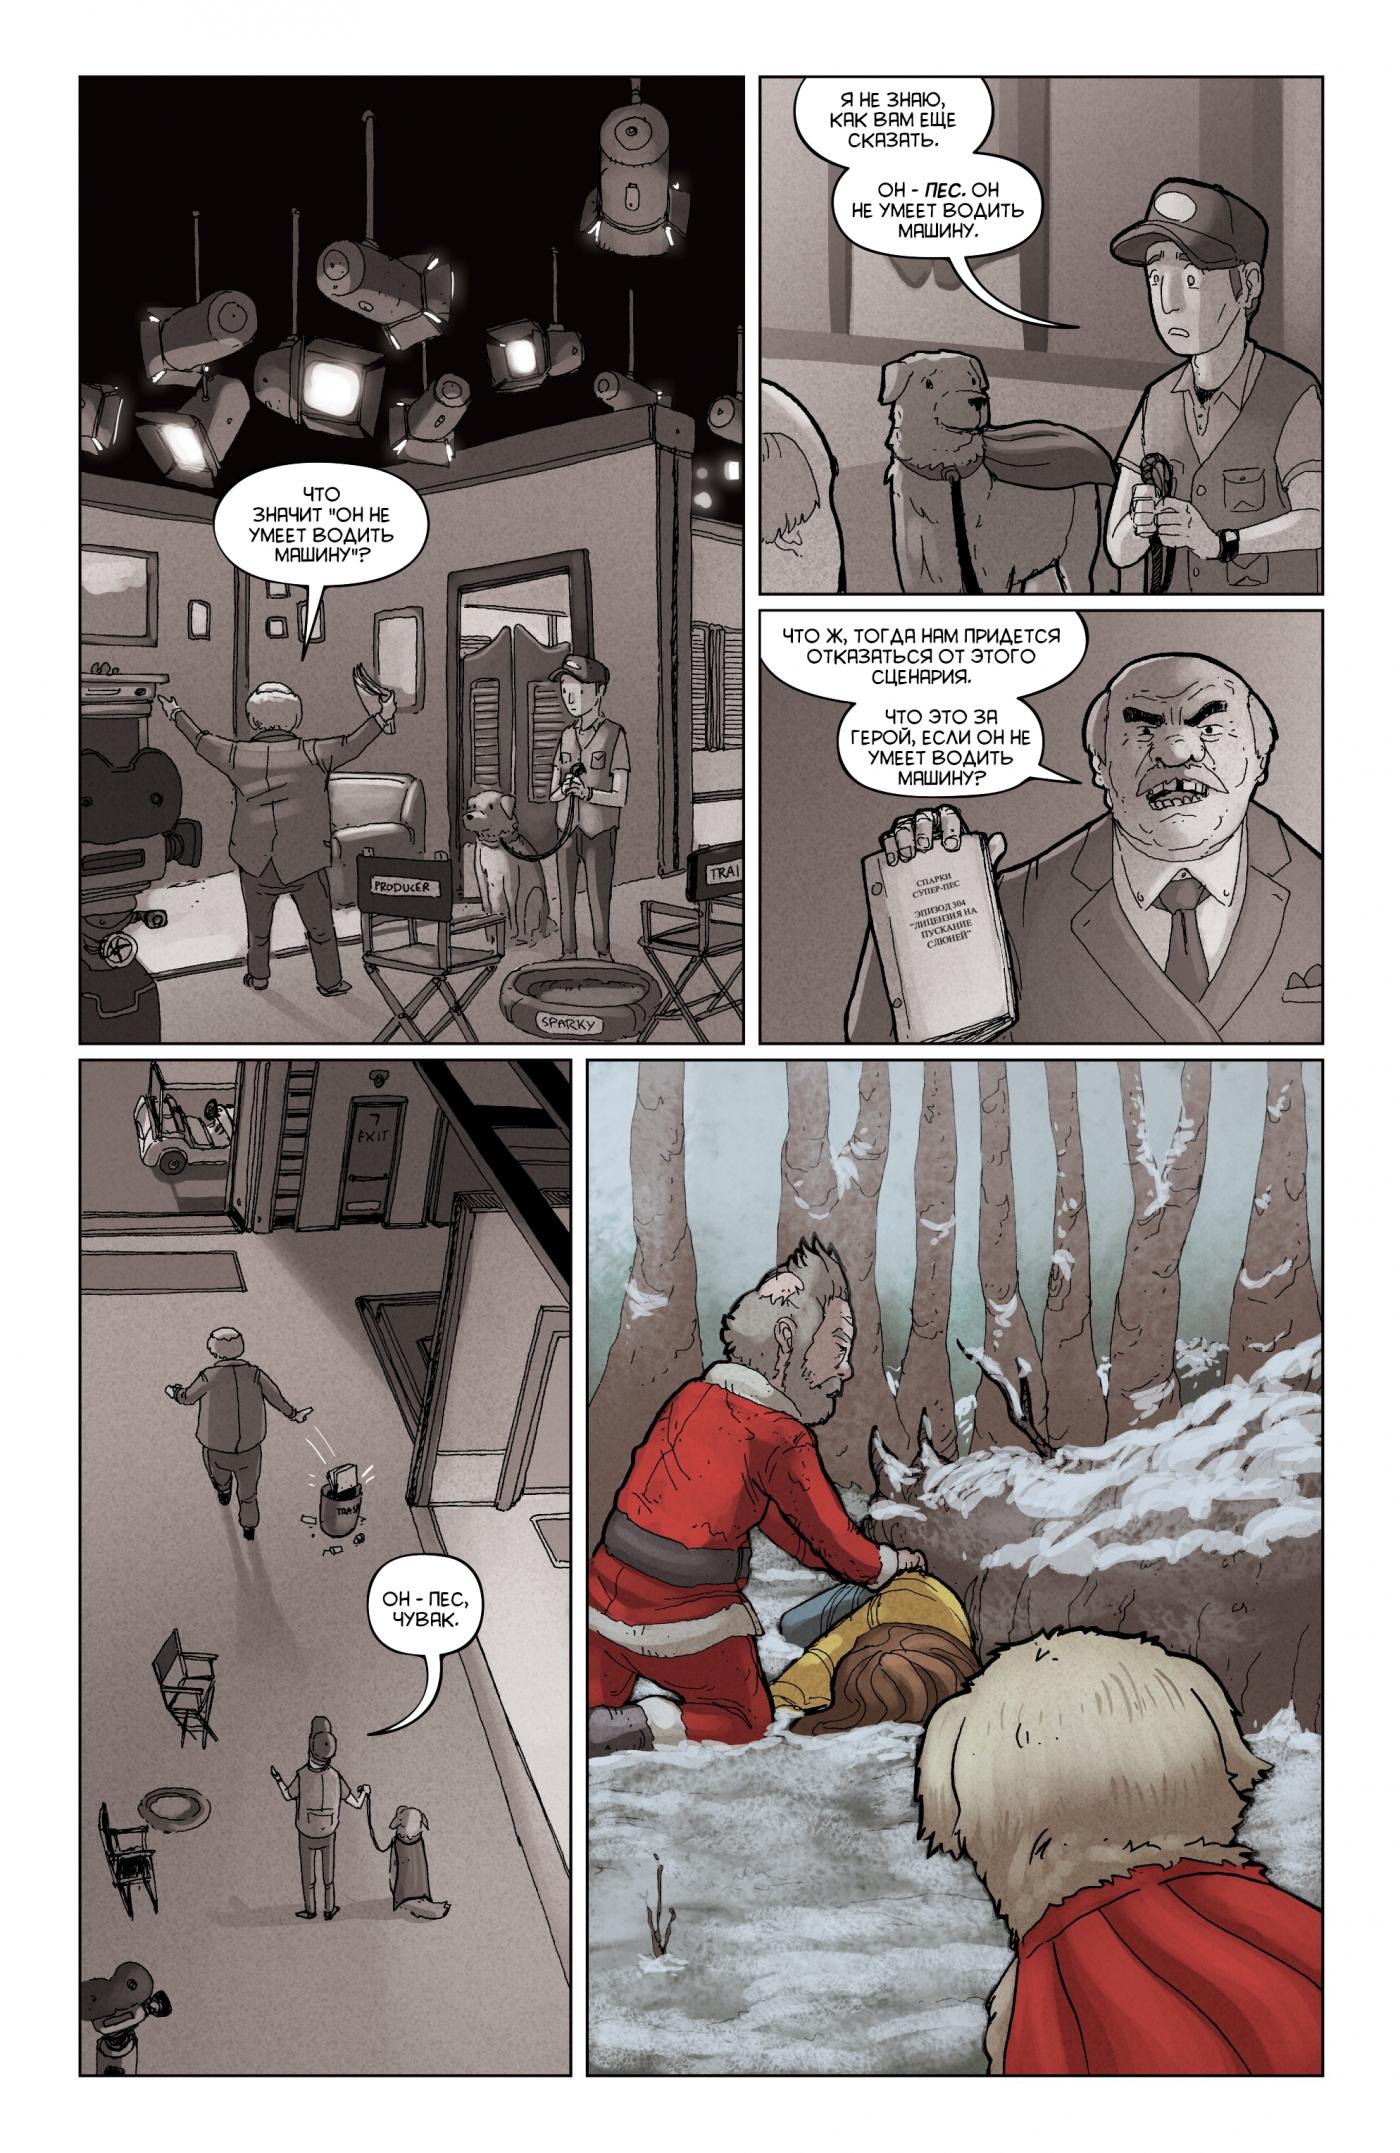 ЧТО
ЗНАЧИТ "ОН НЕ
УМЕЕТ ВОДИТЬ
МАШИНУ"?
PRODUCER
TRAI
SPARKY
Я НЕ ЗНАЮ,
КАК ВАМ ЕЩЕ
СКАЗАТЬ.
ОН - ПЕС. ОН
НЕ УМЕЕТ ВОДИТЬ
МАШИНУ.
ЧТО Ж, ТОГДА НАМ ПРИДЕТСЯ
ОТКАЗАТЬСЯ ОТ ЭТОГО
СЦЕНАРИЯ.
ЧТО ЭТО ЗА
ГЕРОЙ, ЕСЛИ ОН НЕ
УМЕЕТ ВОДИТЬ
МАШИНУ?
СПАРКИ
СУПЕР-ПЕС
ЭПИЗОД 304
"ЛИЦЕНЗИЯ НА
ПУСКАНИЕ
СЛЮНЕЙ"
7
EXIT
TRASH
ОН - ПЕС,
ЧУВАК.